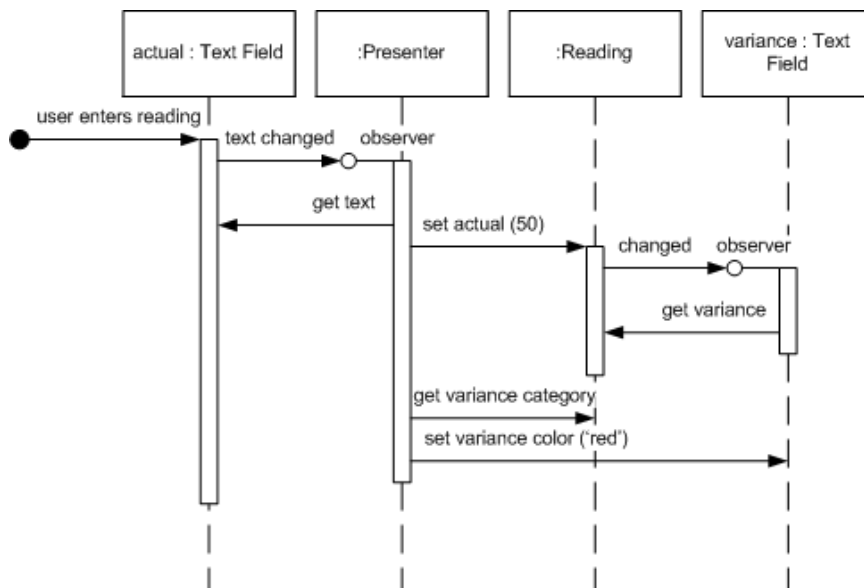 actual : Text Field
:Presenter
:Reading
variance : Text
Field
user enters reading
text changed
observer
get text
set actual (50)
changed
observer
get variance
get variance category
set variance color (‘red’)